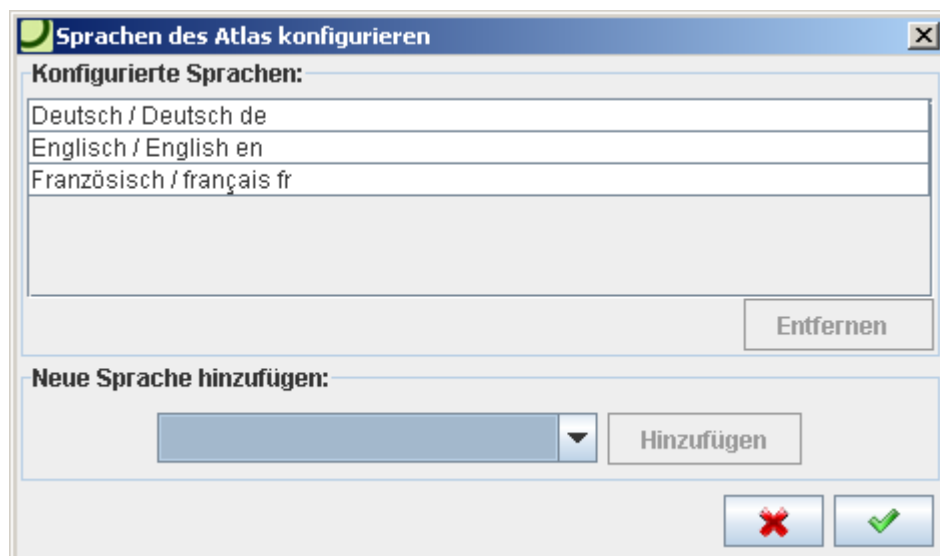 Sprachen des Atlas konfigurieren
Konfigurierte Sprachen:
Deutsch / Deutsch de
Englisch / English en
Französisch / français fr
Entfernen
Neue Sprache hinzufügen:
Hinzufügen